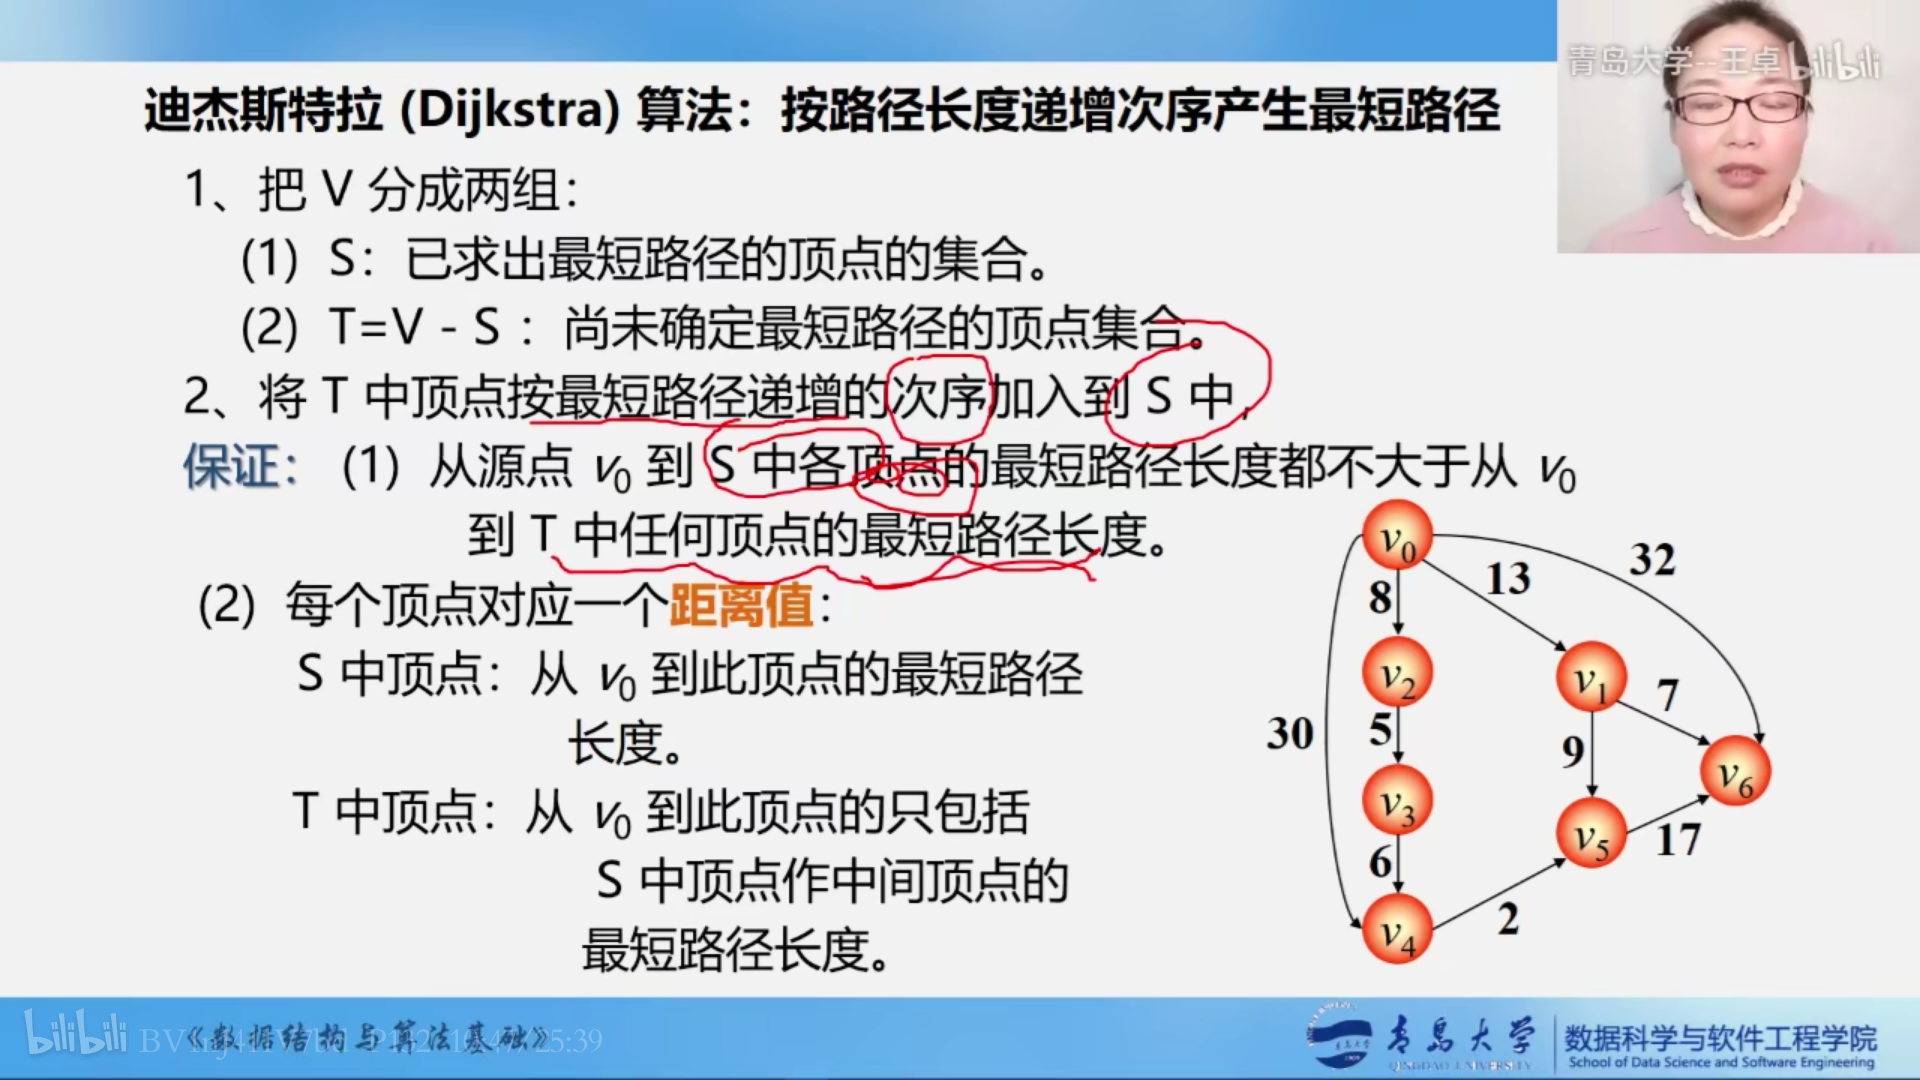 青岛大学--王卓 bilibili
迪杰斯特拉 (Dijkstra) 算法：按路径长度递增次序产生最短路径
1、把 V 分成两组：
(1) S：已求出最短路径的顶点的集合。
(2) T=V - S ：尚未确定最短路径的顶点集合。
2、将 T 中顶点按最短路径递增的次序加入到 S 中，
保证：(1) 从源点 v0 到 S 中各顶点的最短路径长度都不大于从 v0
到 T 中任何顶点的最短路径长度。
(2) 每个顶点对应一个距离值：
S 中顶点：从 v0 到此顶点的最短路径
长度。
T 中顶点：从 v0 到此顶点的只包括
S 中顶点作中间顶点的
最短路径长度。
v0
32
13
8
v2
v1
7
30
5
9
v6
v3
v5
17
6
2
v4
bilibili
《数据结构与算法基础》
25:39
青岛大学
QINGDAO UNIVERSITY
数据科学与软件工程学院
School of Data Science and Software Engineering